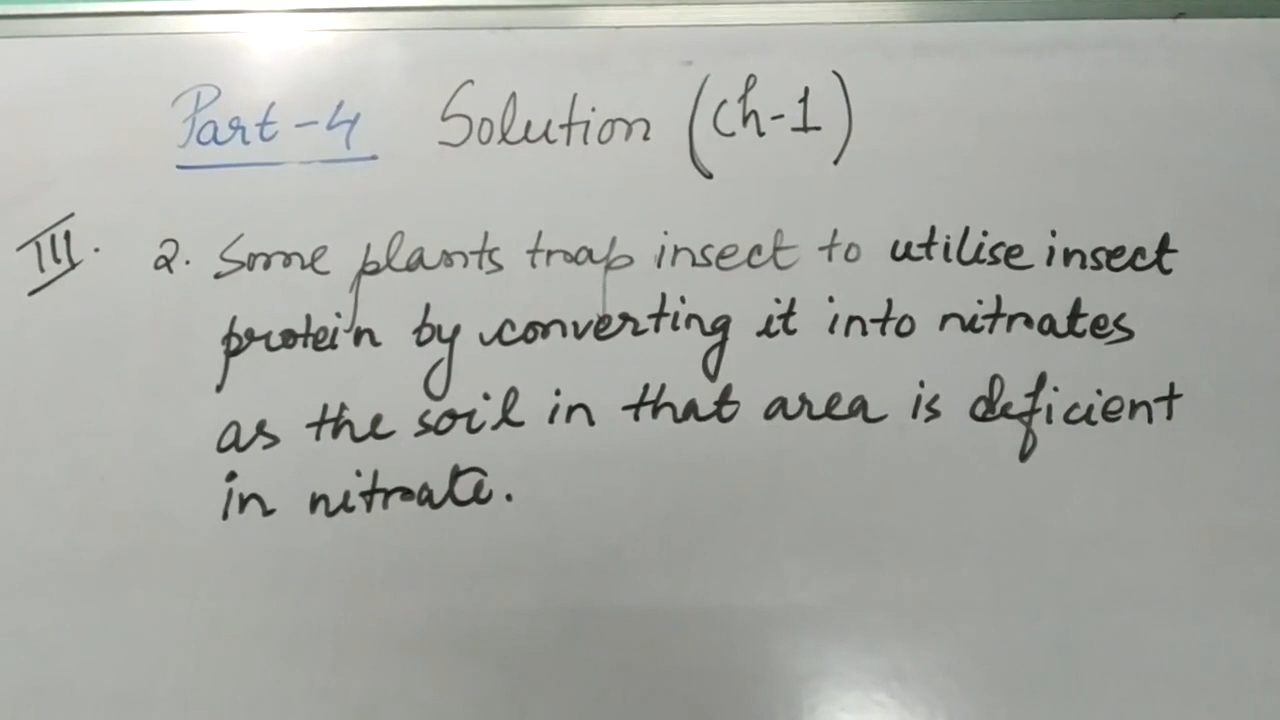 Part-4 Solution (Ch-1)
III. 2. Some plants trap insect to utilise insect
protein by converting it into nitrates
as the soil in that area is deficient
in nitrate.